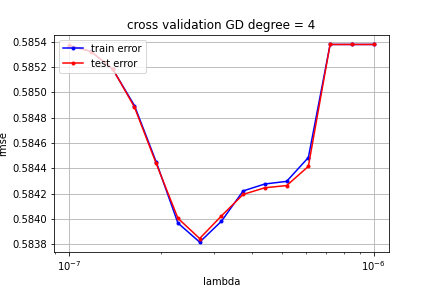 cross validation GD degree = 4
train error
test error
0.5854
0.5852
0.5850
0.5848
0.5846
0.5844
0.5842
0.5840
0.5838
rmse
10⁻⁷
10⁻⁶
lambda